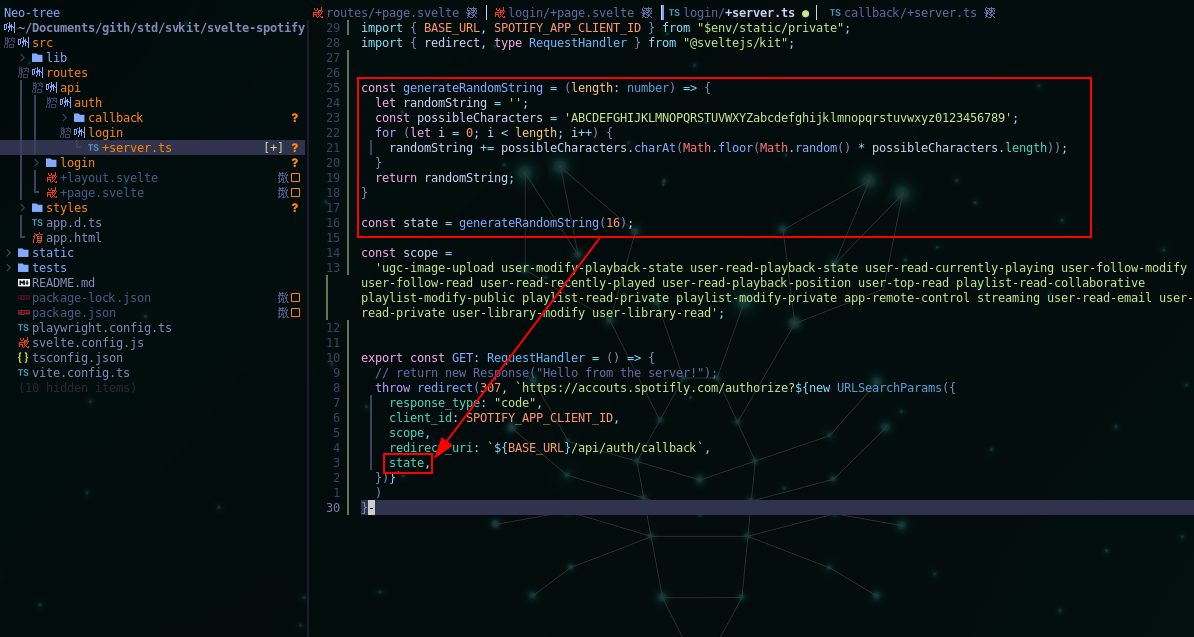 Neo-tree
~/Documents/gith/std/svkit/svelte-spotify
src
lib
routes
api
auth
callback ?
login
+server.ts [+] ?
login ?
+layout.svelte
+page.svelte
styles ?
TS app.d.ts
app.html
static
tests
README.md
package-lock.json
package.json
TS playwright.config.ts
svelte.config.js
{} tsconfig.json
TS vite.config.ts
(10 hidden items)
routes/+page.svelte login/+page.svelte TS login/+server.ts ● TS callback/+server.ts
29 import { BASE_URL, SPOTIFY_APP_CLIENT_ID } from "$env/static/private";
28 import { redirect, type RequestHandler } from "@sveltejs/kit";
27
26
25 const generateRandomString = (length: number) => {
24 let randomString = '';
23 const possibleCharacters = 'ABCDEFGHIJKLMNOPQRSTUVWXYZabcdefghijklmnopqrstuvwxyz0123456789';
22 for (let i = 0; i < length; i++) {
21 randomString += possibleCharacters.charAt(Math.floor(Math.random() * possibleCharacters.length));
20 }
19 return randomString;
18 }
17
16 const state = generateRandomString(16);
15
14 const scope =
13 'ugc-image-upload user-modify-playback-state user-read-playback-state user-read-currently-playing user-follow-modify
user-follow-read user-read-recently-played user-read-playback-position user-top-read playlist-read-collaborative
playlist-modify-public playlist-read-private playlist-modify-private app-remote-control streaming user-read-email user-
read-private user-library-modify user-library-read';
12
11
10 export const GET: RequestHandler = () => {
9 // return new Response("Hello from the server!");
8 throw redirect(307, `https://accouts.spotifly.com/authorize?${new URLSearchParams({
7 response_type: "code",
6 client_id: SPOTIFY_APP_CLIENT_ID,
5 scope,
4 redirect_uri: `${BASE_URL}/api/auth/callback`,
3 state,
2 })}
1 )
30 }-